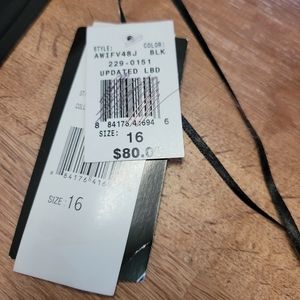 STYLE: COLOR:
AWIFV48J BLK
229-0151
UPDATED LBD
SIZE: 16
$80.0
SIZE 16